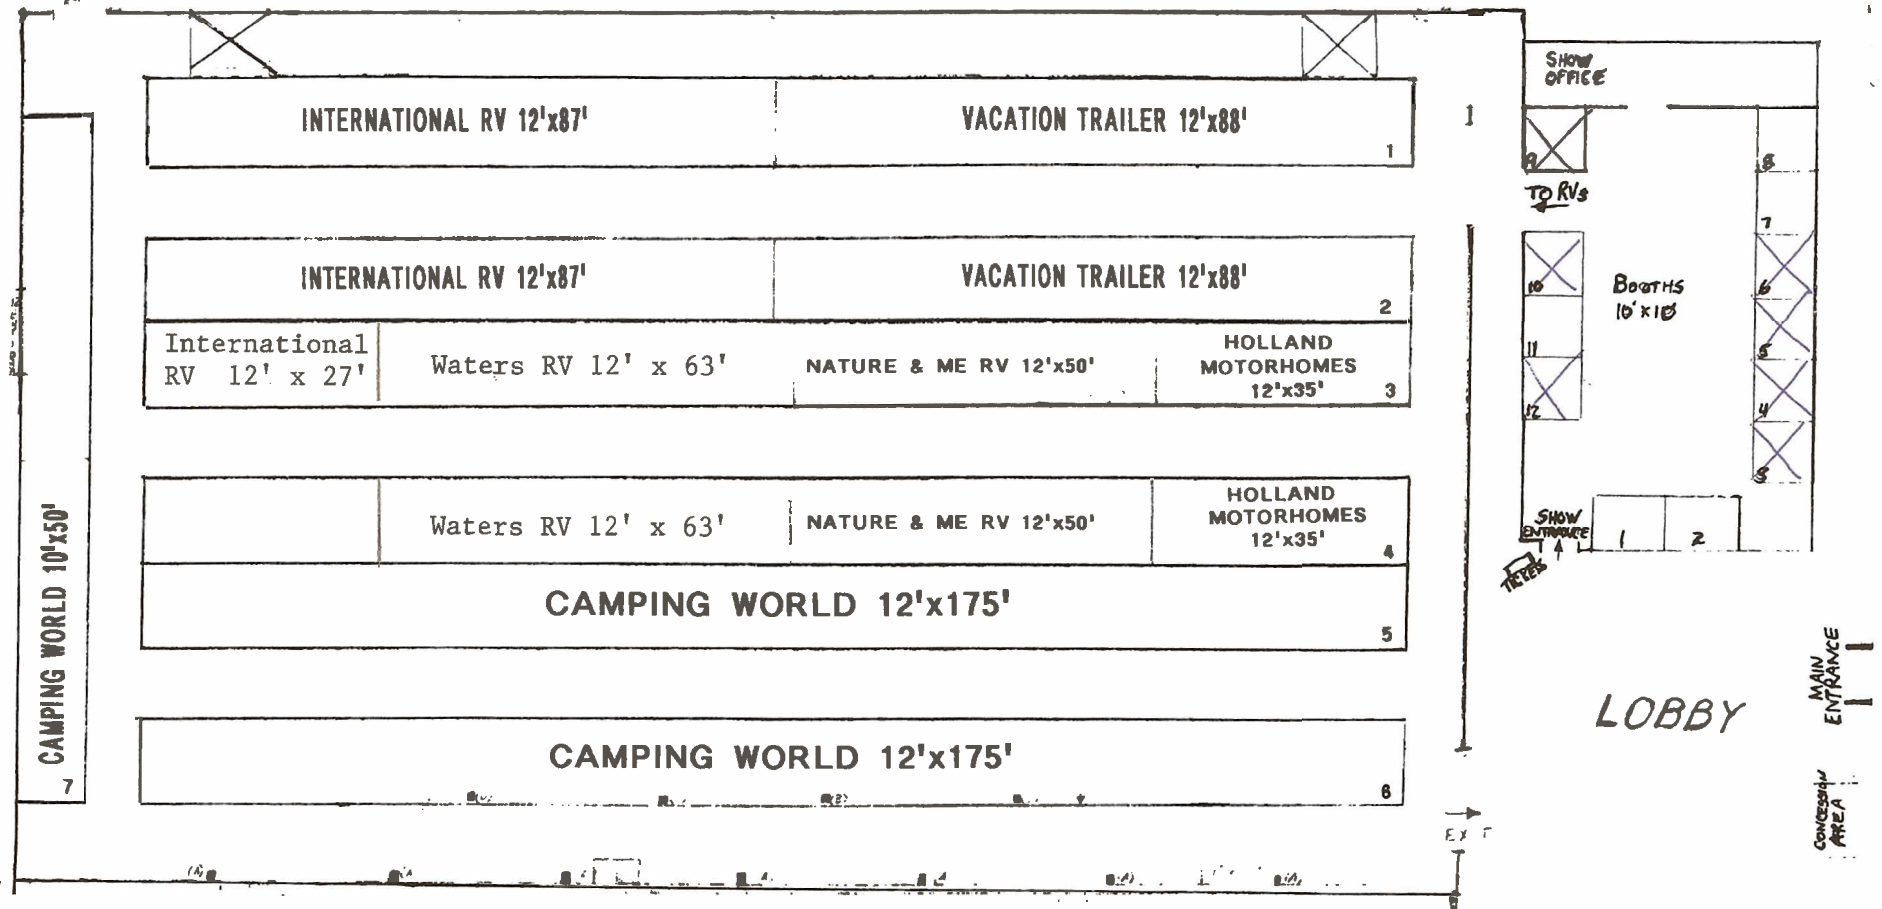 INTERNATIONAL RV 12'x87'
VACATION TRAILER 12'x88'
1
INTERNATIONAL RV 12'x87'
VACATION TRAILER 12'x88'
2
International
RV 12' x 27'
Waters RV 12' x 63'
NATURE & ME RV 12'x50'
HOLLAND
MOTORHOMES
12'x35'
3
Waters RV 12' x 63'
NATURE & ME RV 12'x50'
HOLLAND
MOTORHOMES
12'x35'
4
CAMPING WORLD 12'x175'
5
CAMPING WORLD 12'x175'
6
CAMPING WORLD 10'x50'
7
EXIT
SHOW
OFFICE
9
TO RVs
10
11
12
BOOTHS
10'x10'
8
7
6
5
4
3
SHOW
ENTRANCE
1
2
TICKETS
LOBBY
MAIN
ENTRANCE
CONCESSION
AREA